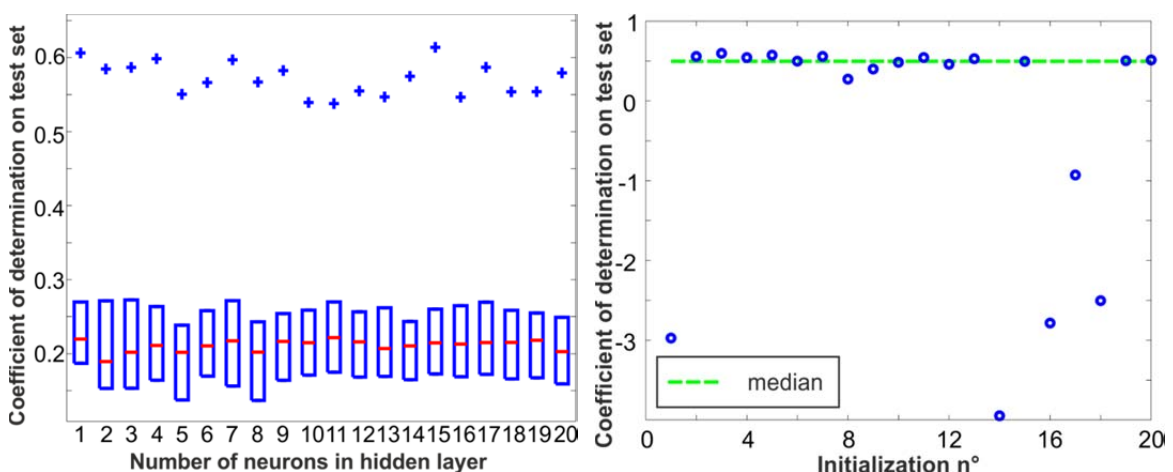 Coefficient of determination on test set
0.6
0.5
0.4
0.3
0.2
1 2 3 4 5 6 7 8 9 10 11 12 13 14 15 16 17 18 19 20
Number of neurons in hidden layer
Coefficient of determination on test set
1
0
-1
-2
-3
median
0 4 8 12 16 20
Initialization n°